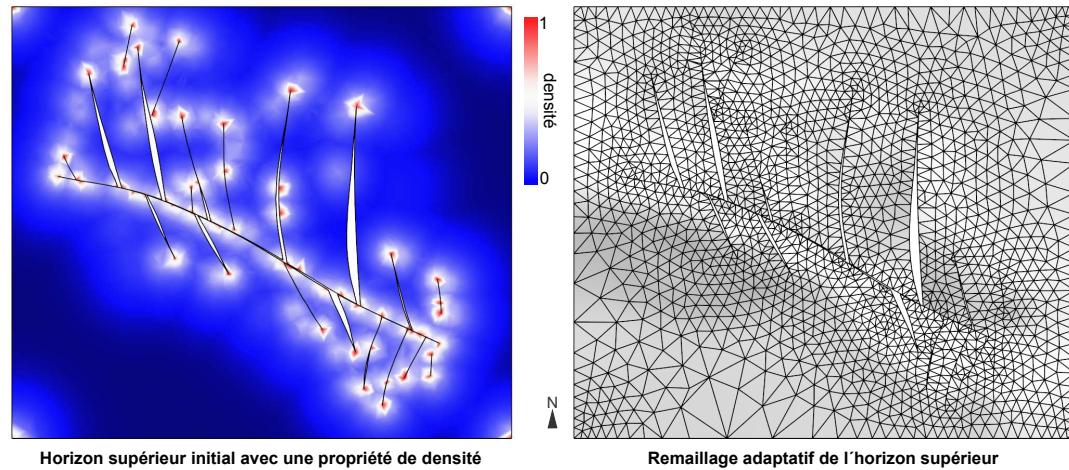 1
densité
0
N
Horizon supérieur initial avec une propriété de densité
Remaillage adaptatif de l´horizon supérieur